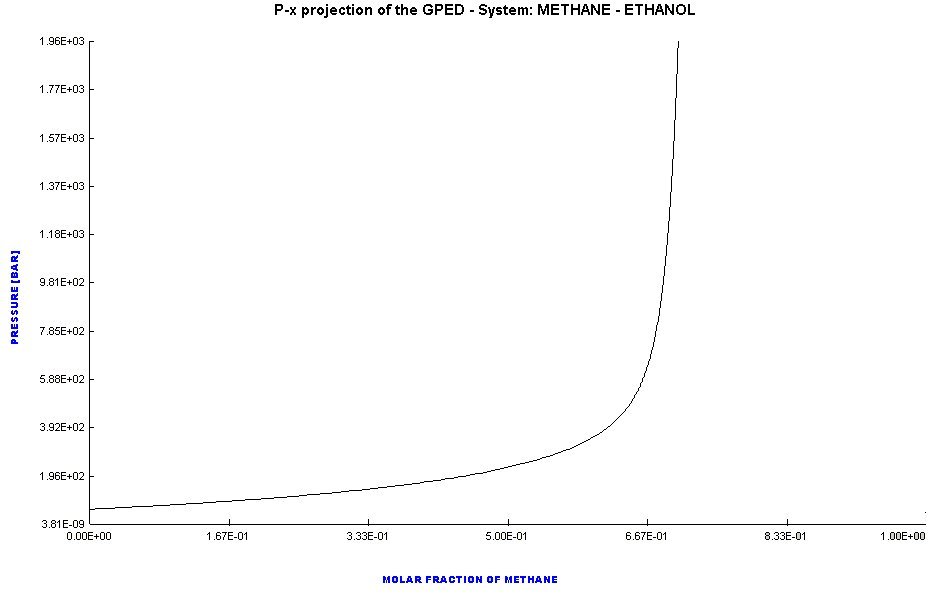 P-x projection of the GPED - System: METHANE - ETHANOL
1.96E+03
1.77E+03
1.57E+03
1.37E+03
1.18E+03
9.81E+02
7.85E+02
5.88E+02
3.92E+02
1.96E+02
3.81E-09
PRESSURE [BAR]
0.00E+00 1.67E-01 3.33E-01 5.00E-01 6.67E-01 8.33E-01 1.00E+00
MOLAR FRACTION OF METHANE